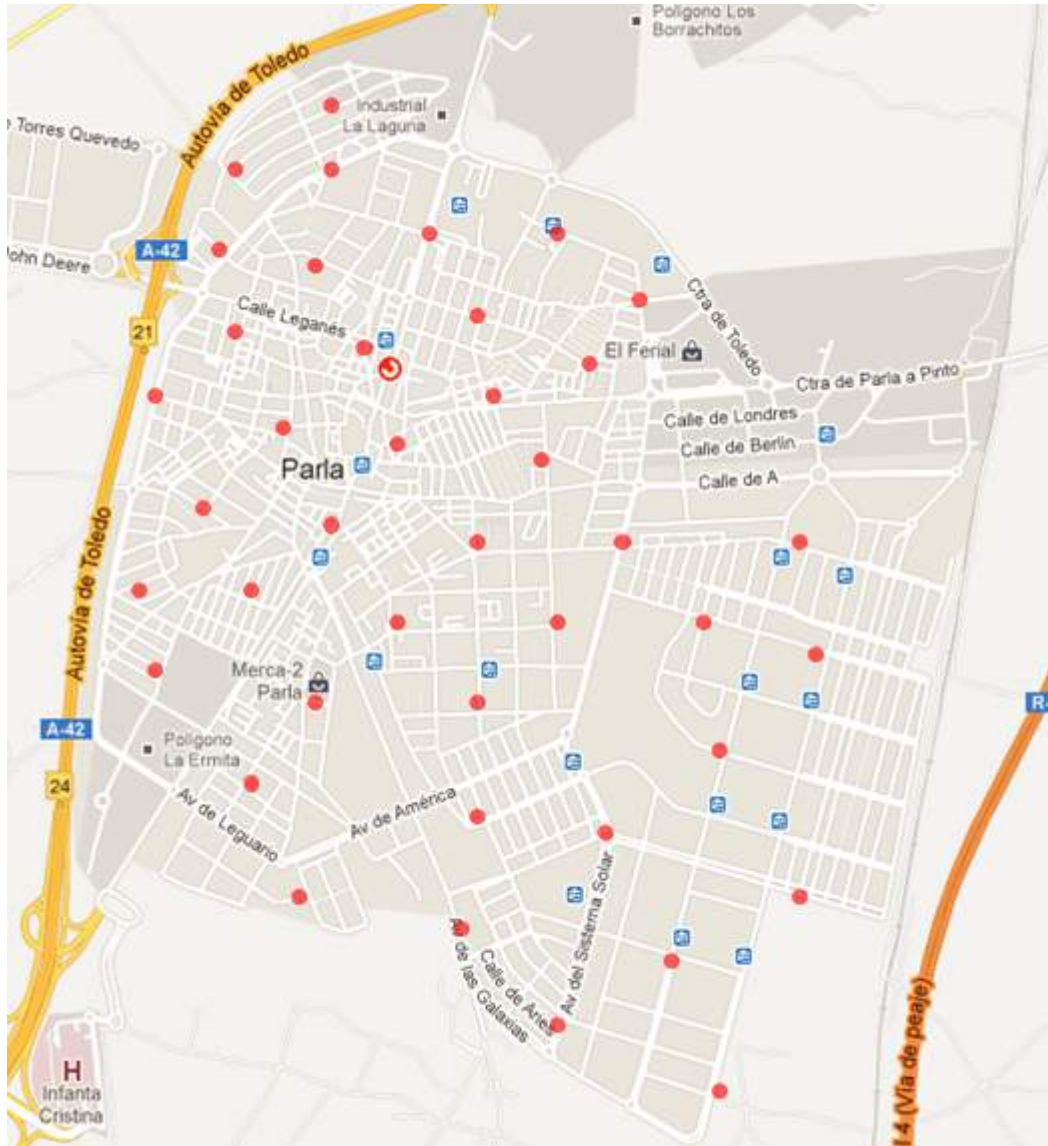 Polígono Los
Borrachitos
Autovía de Toledo
Industrial
La Laguna
e Torres Quevedo
A-42
John Deere
Ctra de Toledo
Calle Leganés
21
El Ferial
Ctra de Parla a Pinto
Calle de Londres
Calle de Berlín
Parla
Calle de A
Autovía de Toledo
Merca-2
Parla
R-
A-42
Polígono
La Ermita
24
Av de América
Av de Leguario
Av del Sistema Solar
Av de las Galaxias
Calle de Aries
4 (Vía de peaje)
H
Infanta
Cristina